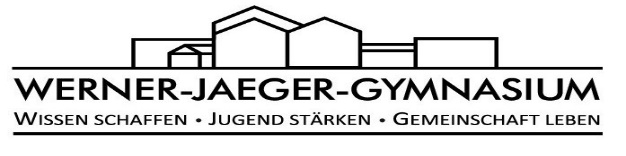 WERNER-JAEGER-GYMNASIUM
WISSEN SCHAFFEN • JUGEND STÄRKEN • GEMEINSCHAFT LEBEN